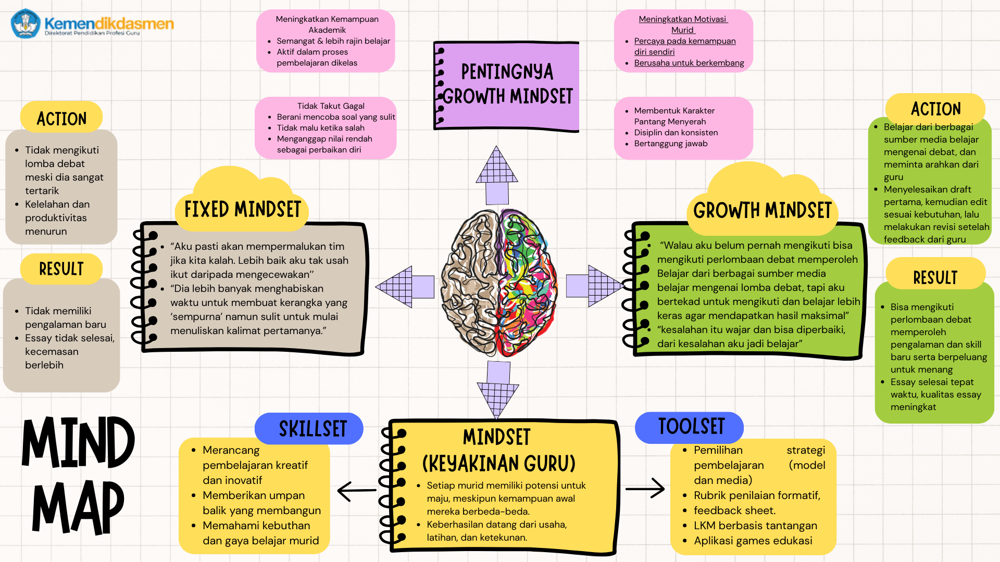 Kemendikdasmen
Direktorat Pendidikan Profesi Guru
Meningkatkan Kemampuan
Akademik
• Semangat & lebih rajin belajar
• Aktif dalam proses
pembelajaran dikelas
Tidak Takut Gagal
• Berani mencoba soal yang sulit
• Tidak malu ketika salah
• Menganggap nilai rendah
sebagai perbaikan diri
PENTINGNYA
GROWTH MINDSET
Meningkatkan Motivasi
Murid
• Percaya pada kemampuan
diri sendiri
• Berusaha untuk berkembang
• Membentuk Karakter
Pantang Menyerah
• Disiplin dan konsisten
• Bertanggung jawab
ACTION
• Tidak mengikuti
lomba debat
meski dia sangat
tertarik
• Kelelahan dan
produktivitas
menurun
RESULT
• Tidak memiliki
pengalaman baru
• Essay tidak selesai,
kecemasan
berlebih
FIXED MINDSET
• “Aku pasti akan mempermalukan tim
jika kita kalah. Lebih baik aku tak usah
ikut daripada mengecewakan’’
• “Dia lebih banyak menghabiskan
waktu untuk membuat kerangka yang
‘sempurna’ namun sulit untuk mulai
menuliskan kalimat pertamanya.”
GROWTH MINDSET
• “Walau aku belum pernah mengikuti bisa
mengikuti perlombaan debat memperoleh
Belajar dari berbagai sumber media
belajar mengenai lomba debat, tapi aku
bertekad untuk mengikuti dan belajar lebih
keras agar mendapatkan hasil maksimal”
• “kesalahan itu wajar dan bisa diperbaiki,
dari kesalahan aku jadi belajar”
ACTION
• Belajar dari berbagai
sumber media belajar
mengenai debat, dan
meminta arahkan dari
guru
• Menyelesaikan draft
pertama, kemudian edit
sesuai kebutuhan, lalu
melakukan revisi setelah
feedback dari guru
RESULT
• Bisa mengikuti
perlombaan debat
memperoleh
pengalaman dan skill
baru serta berpeluang
untuk menang
• Essay selesai tepat
waktu, kualitas essay
meningkat
MIND
MAP
SKILLSET
• Merancang
pembelajaran kreatif
dan inovatif
• Memberikan umpan
balik yang membangun
• Memahami kebuthan
dan gaya belajar murid
MINDSET
(KEYAKINAN GURU)
• Setiap murid memiliki potensi untuk
maju, meskipun kemampuan awal
mereka berbeda-beda.
• Keberhasilan datang dari usaha,
latihan, dan ketekunan.
TOOLSET
• Pemilihan strategi
pembelajaran (model
dan media)
• Rubrik penilaian formatif,
• feedback sheet.
• LKM berbasis tantangan
• Aplikasi games edukasi